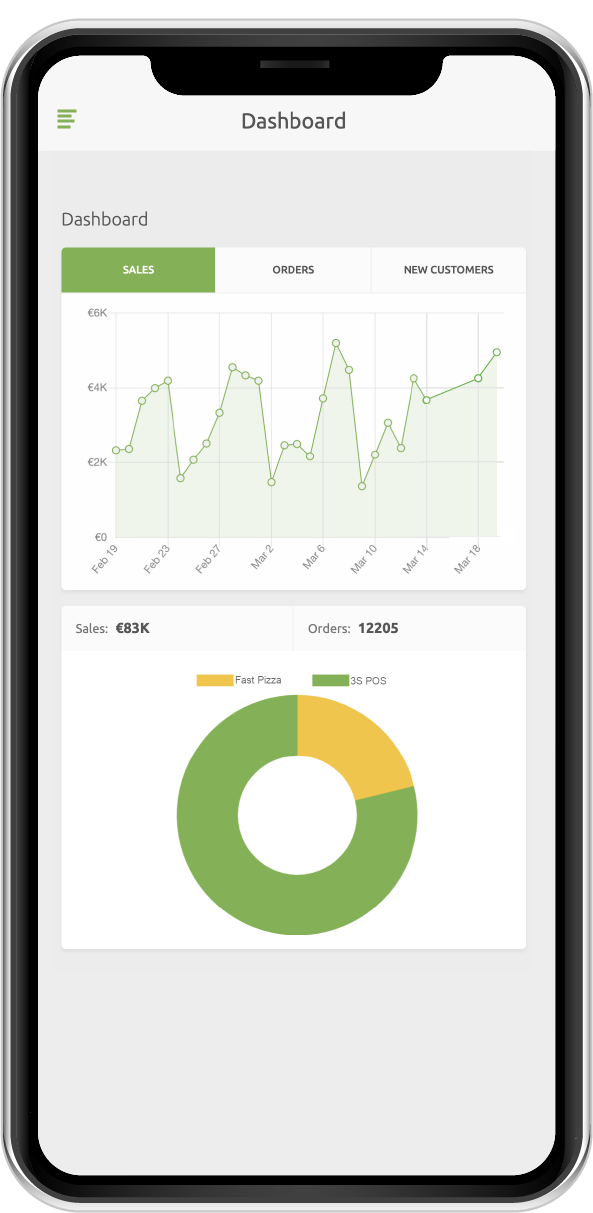 Dashboard
Dashboard
SALES ORDERS NEW CUSTOMERS
€6K
€4K
€2K
€0
Feb 19 Feb 23 Feb 27 Mar 2 Mar 6 Mar 10 Mar 14 Mar 18
Sales: €83K Orders: 12205
Fast Pizza 3S POS